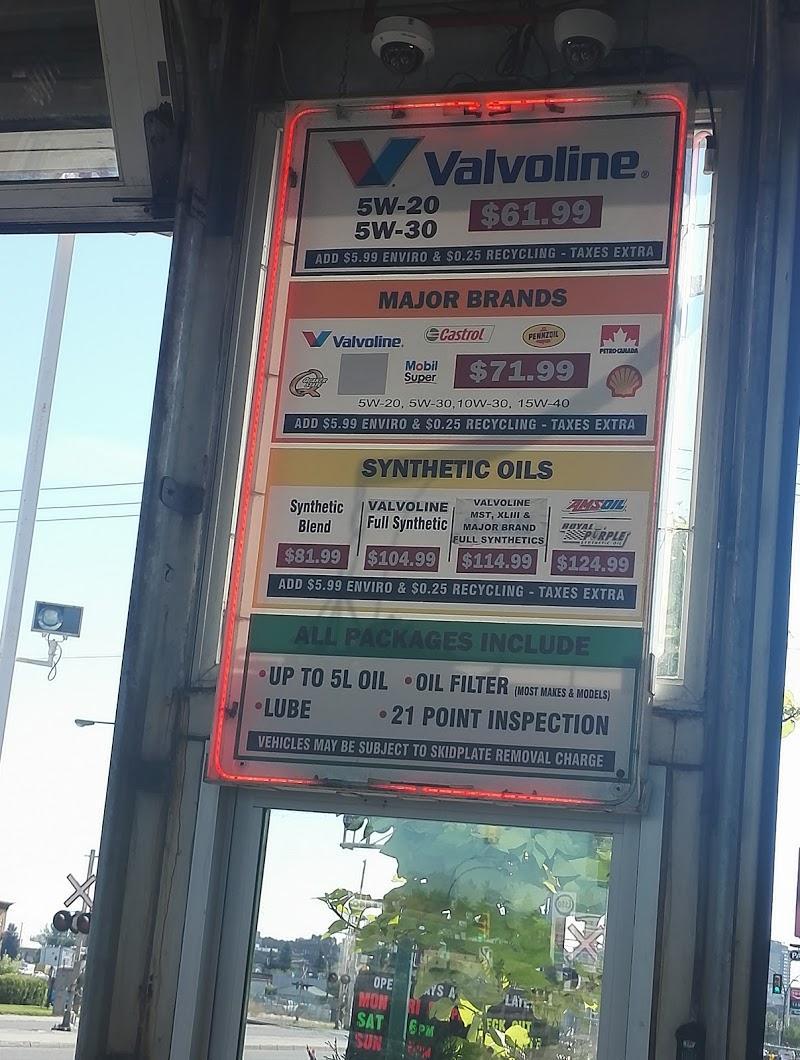 Valvoline®
5W-20
5W-30
$61.99
ADD $5.99 ENVIRO & $0.25 RECYCLING - TAXES EXTRA
MAJOR BRANDS
Valvoline. Castrol PENNZOIL PETRO-CANADA
QUAKER STATE Mobil Super $71.99
5W-20, 5W-30,10W-30, 15W-40
ADD $5.99 ENVIRO & $0.25 RECYCLING - TAXES EXTRA
SYNTHETIC OILS
Synthetic
Blend
$81.99
VALVOLINE
Full Synthetic
$104.99
VALVOLINE
MST, XLIII &
MAJOR BRAND
FULL SYNTHETICS
$114.99
AMSOIL
ROYAL PURPLE
SYNTHETIC OIL
$124.99
ADD $5.99 ENVIRO & $0.25 RECYCLING - TAXES EXTRA
ALL PACKAGES INCLUDE
•UP TO 5L OIL •OIL FILTER (MOST MAKES & MODELS)
•LUBE •21 POINT INSPECTION
VEHICLES MAY BE SUBJECT TO SKIDPLATE REMOVAL CHARGE
MON
SAT 6PM
SUN